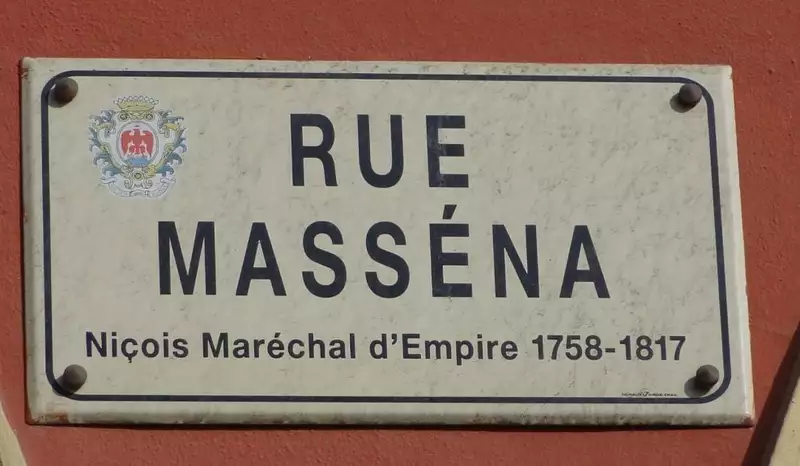 RUE
MASSÉNA
Niçois Maréchal d'Empire 1758-1817